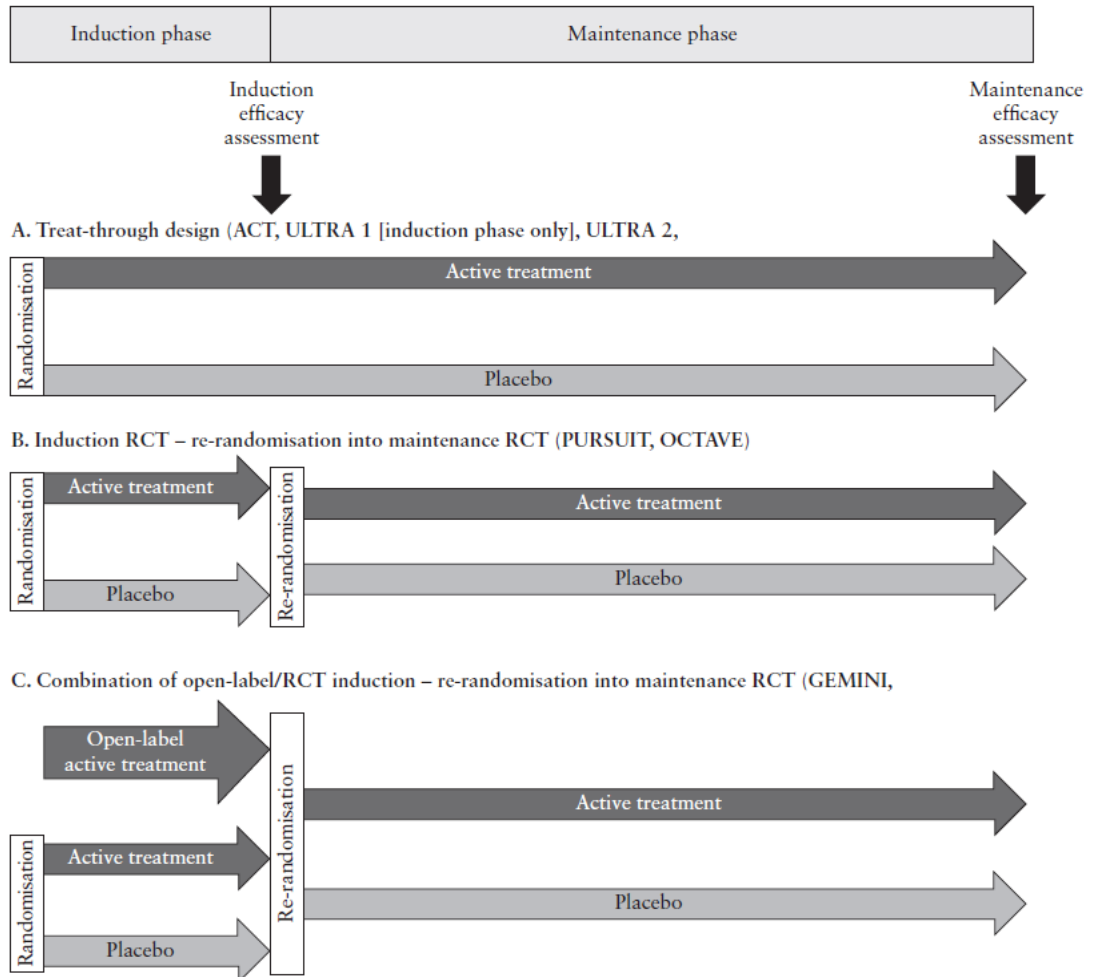 Induction phase
Maintenance phase
Induction
efficacy
assessment
Maintenance
efficacy
assessment
A. Treat-through design (ACT, ULTRA 1 [induction phase only], ULTRA 2,
Randomisation
Active treatment
Placebo
B. Induction RCT – re-randomisation into maintenance RCT (PURSUIT, OCTAVE)
Randomisation
Active treatment
Placebo
Re-randomisation
Active treatment
Placebo
C. Combination of open-label/RCT induction – re-randomisation into maintenance RCT (GEMINI,
Open-label
active treatment
Randomisation
Active treatment
Placebo
Re-randomisation
Active treatment
Placebo